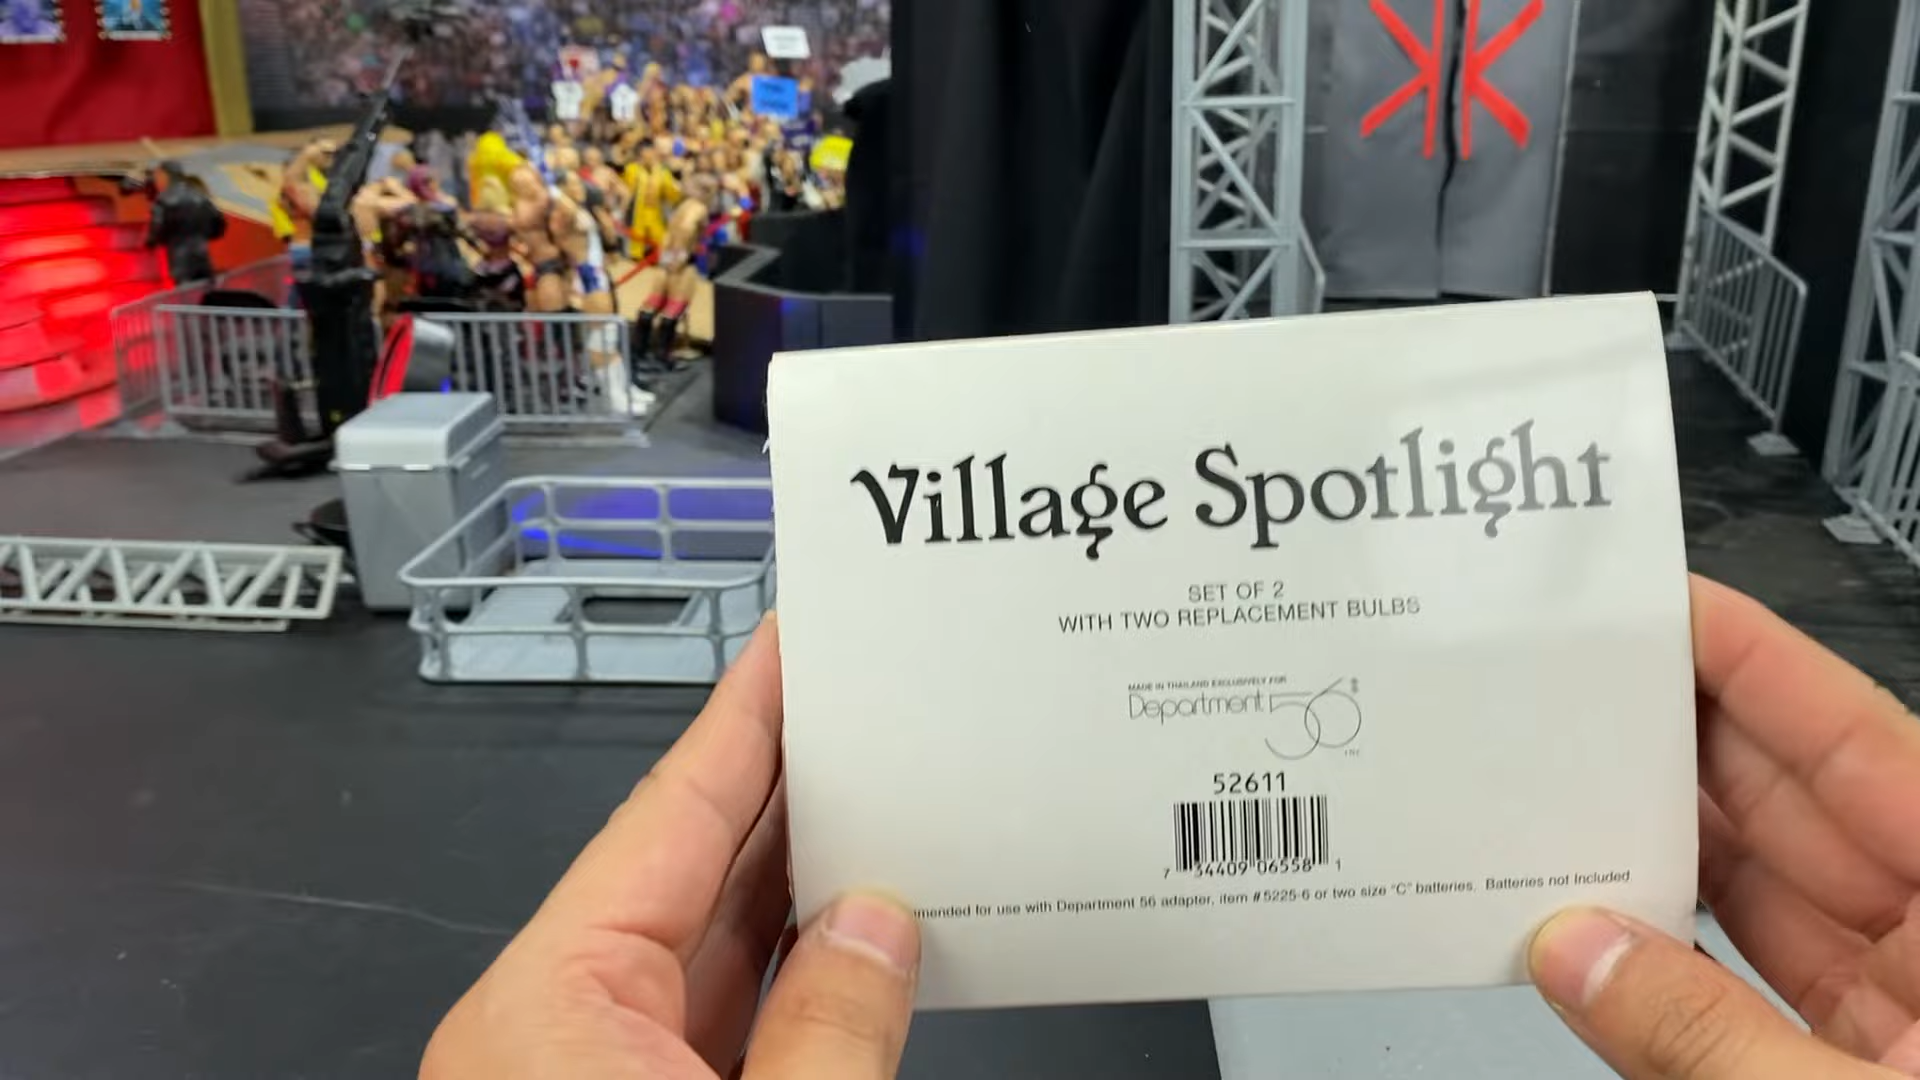 Village Spotlight
SET OF 2
WITH TWO REPLACEMENT BULBS
MADE IN THAILAND EXCLUSIVELY FOR
Department 56
INC
52611
7 34409 06558 1
mended for use with Department 56 adapter, item #5225-6 or two size "C" batteries. Batteries not Included